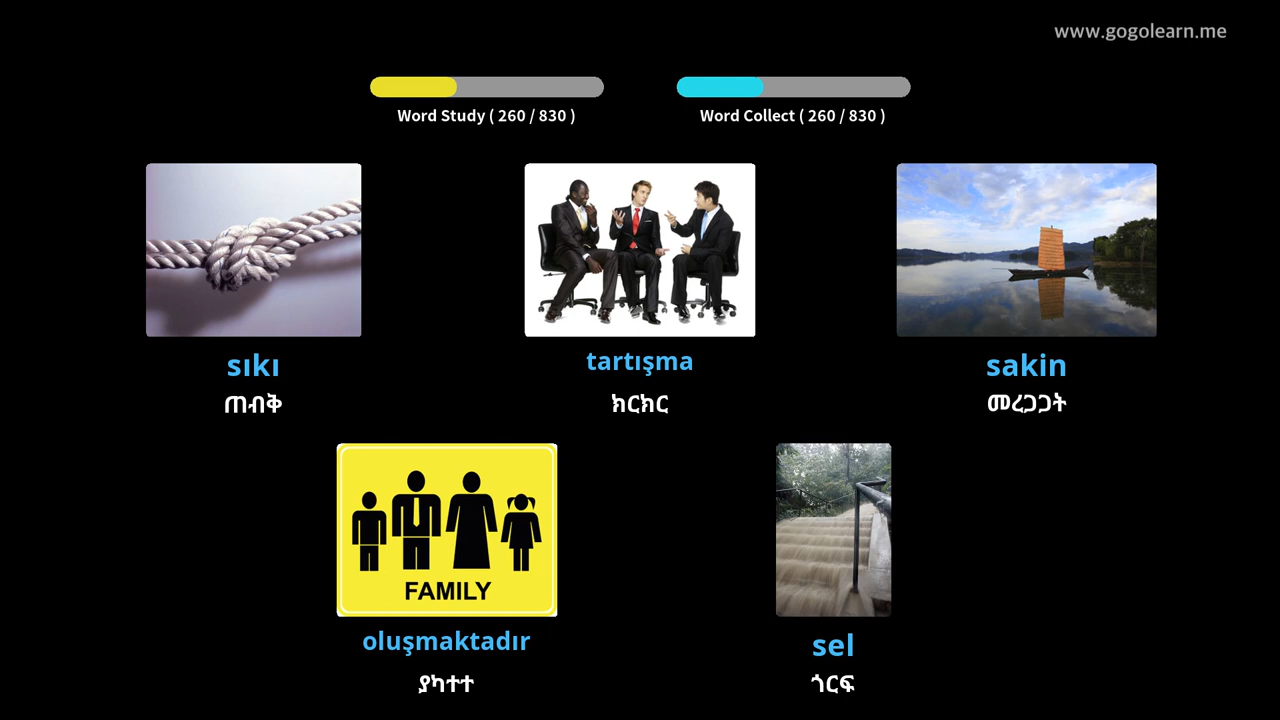 www.gogolearn.me
Word Study ( 260 / 830 )
Word Collect ( 260 / 830 )
sıkı
ጠብቅ
tartışma
ክርክር
sakin
መረጋጋት
FAMILY
oluşmaktadır
ያካተተ
sel
ጎርፍ